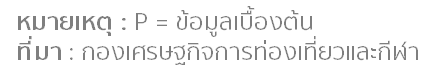 หมายเหตุ : P = ข้อมูลเบื้องต้น
ที่มา : กองเศรษฐกิจการท่องเที่ยวและกีฬา